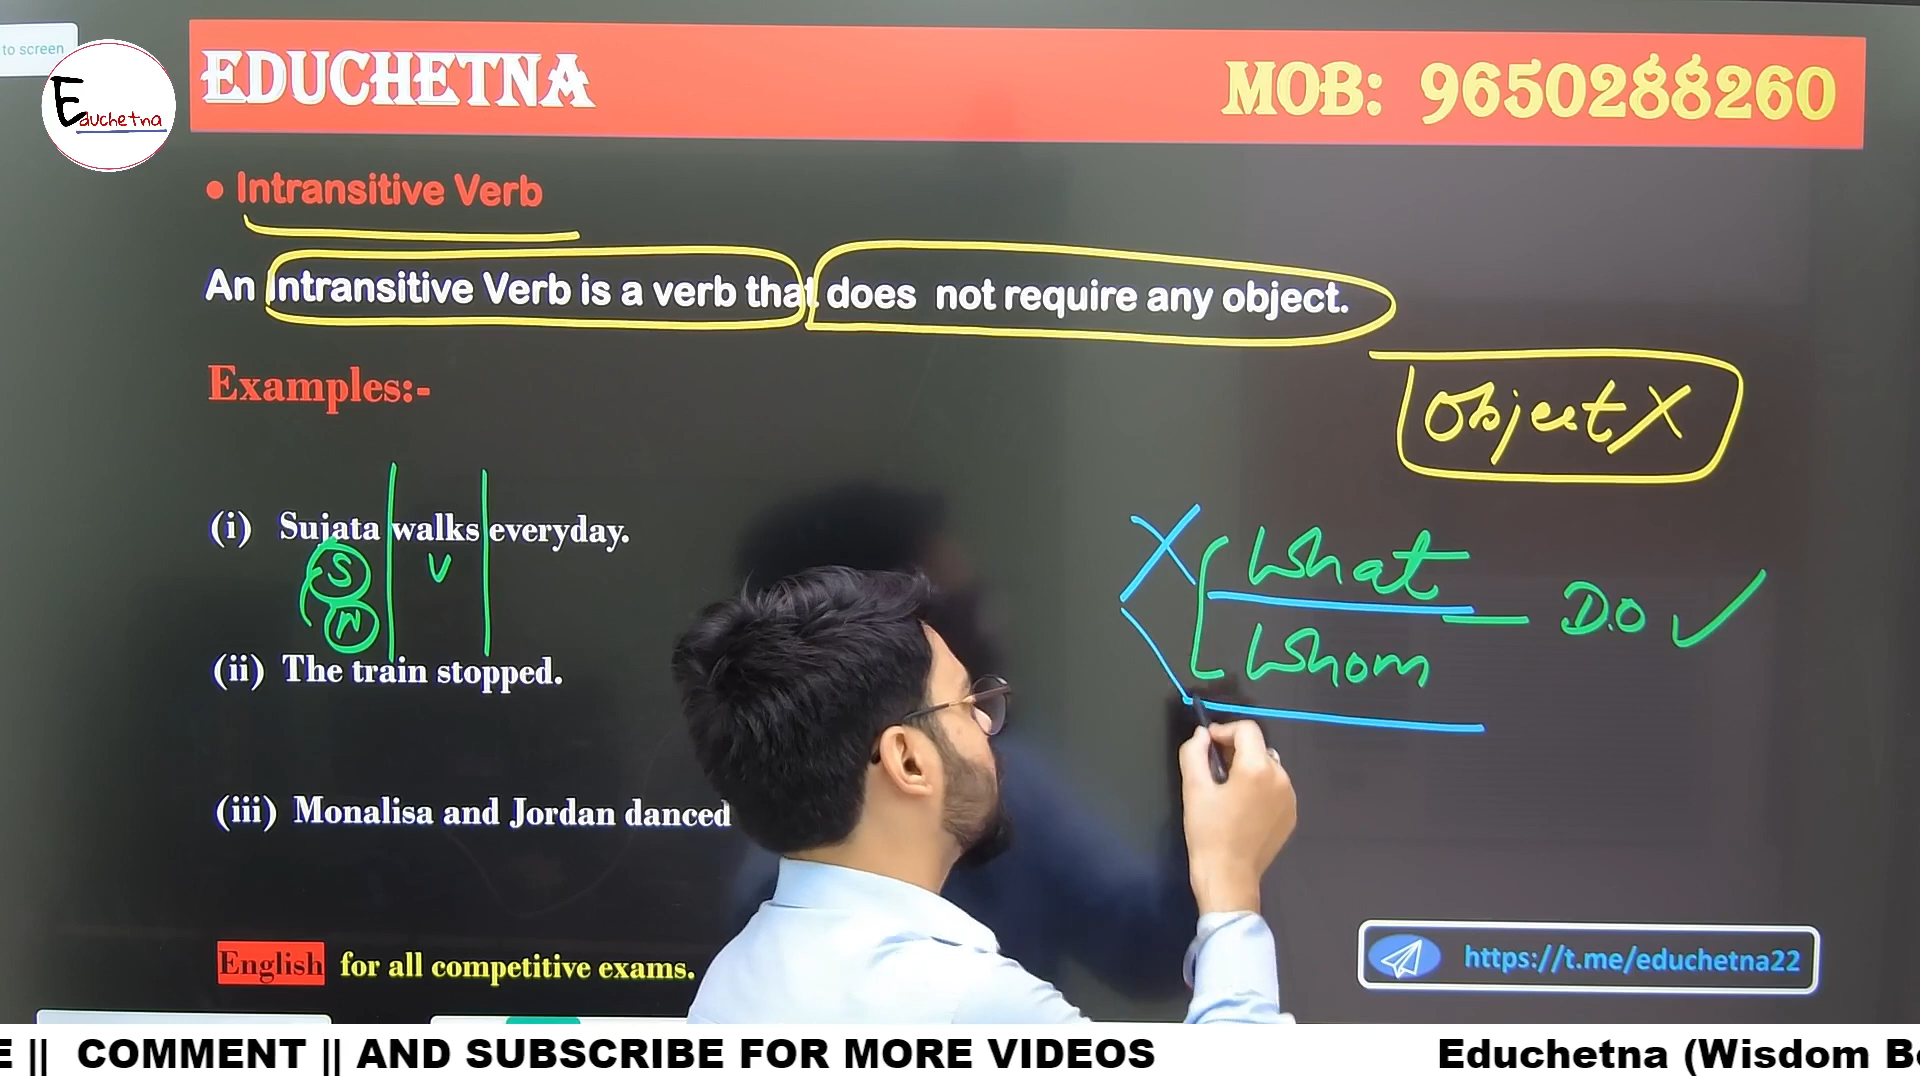 to screen
Educhetna
EDUCHETNA
MOB: 9650288260
• Intransitive Verb
An Intransitive Verb is a verb that does not require any object.
Object X
Examples:-
(i) Sujata walks everyday.
S V
N
What
Whom
D.O ✓
(ii) The train stopped.
(iii) Monalisa and Jordan danced
English for all competitive exams.
https://t.me/educhetna22
E || COMMENT || AND SUBSCRIBE FOR MORE VIDEOS
Educhetna (Wisdom